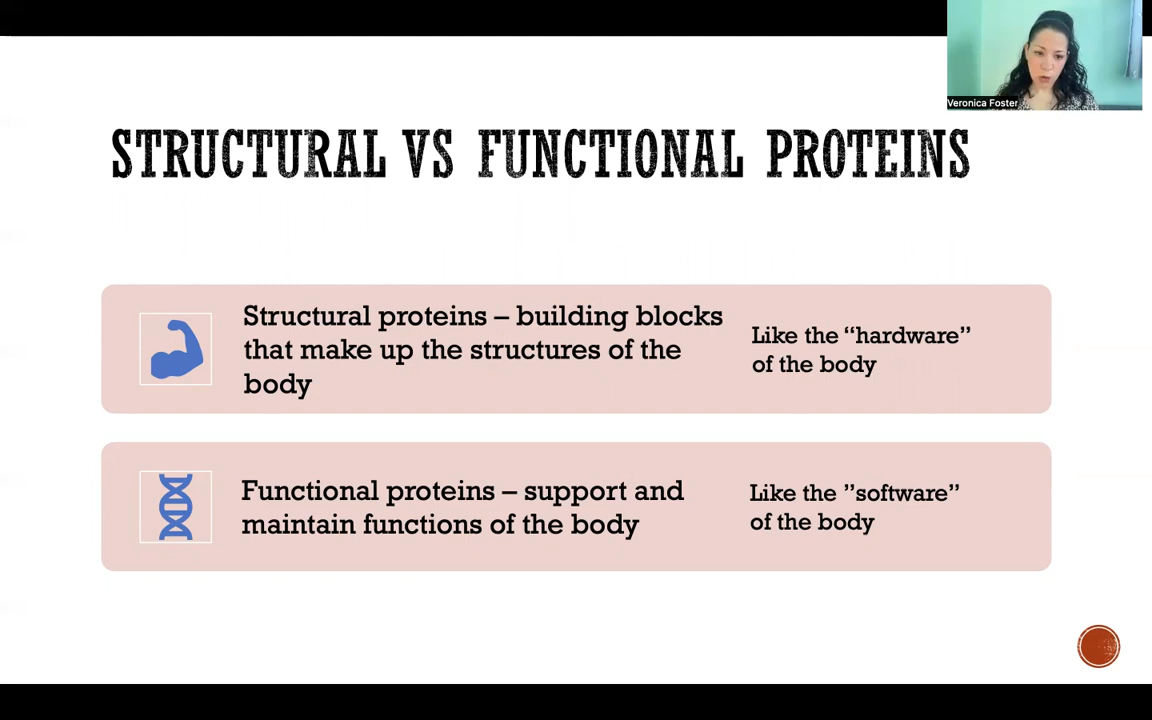 Veronica Foster
STRUCTURAL VS FUNCTIONAL PROTEINS
Structural proteins – building blocks
that make up the structures of the
body
Like the “hardware”
of the body
Functional proteins – support and
maintain functions of the body
Like the ”software”
of the body